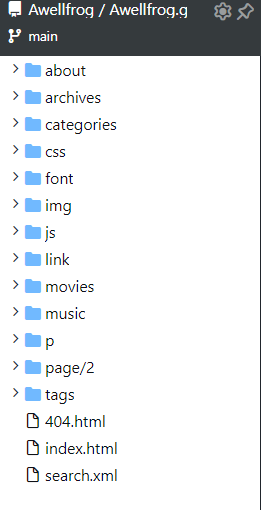 Awellfrog / Awellfrog.g
main
about
archives
categories
css
font
img
js
link
movies
music
p
page/2
tags
404.html
index.html
search.xml